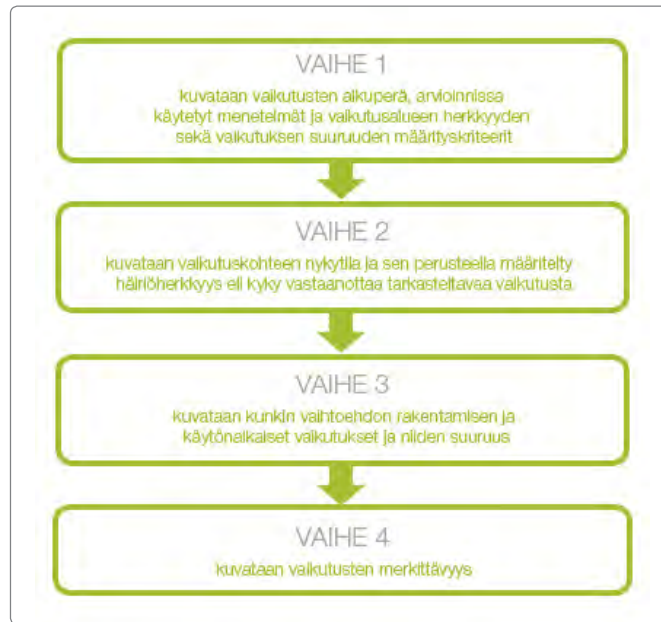 VAIHE 1
kuvataan vaikutusten alkuperä, arvioinnissa
käytetyt menetelmät ja vaikutusalueen herkkyyden
sekä vaikutuksen suuruuden määrityskriteerit
VAIHE 2
kuvataan vaikutuskohteen nykytila ja sen perusteella määritelty
häiriöherkkyys eli kyky vastaanottaa tarkasteltavaa vaikutusta
VAIHE 3
kuvataan kunkin vaihtoehdon rakentamisen ja
käytönaikaiset vaikutukset ja niiden suuruus
VAIHE 4
kuvataan vaikutusten merkittävyys